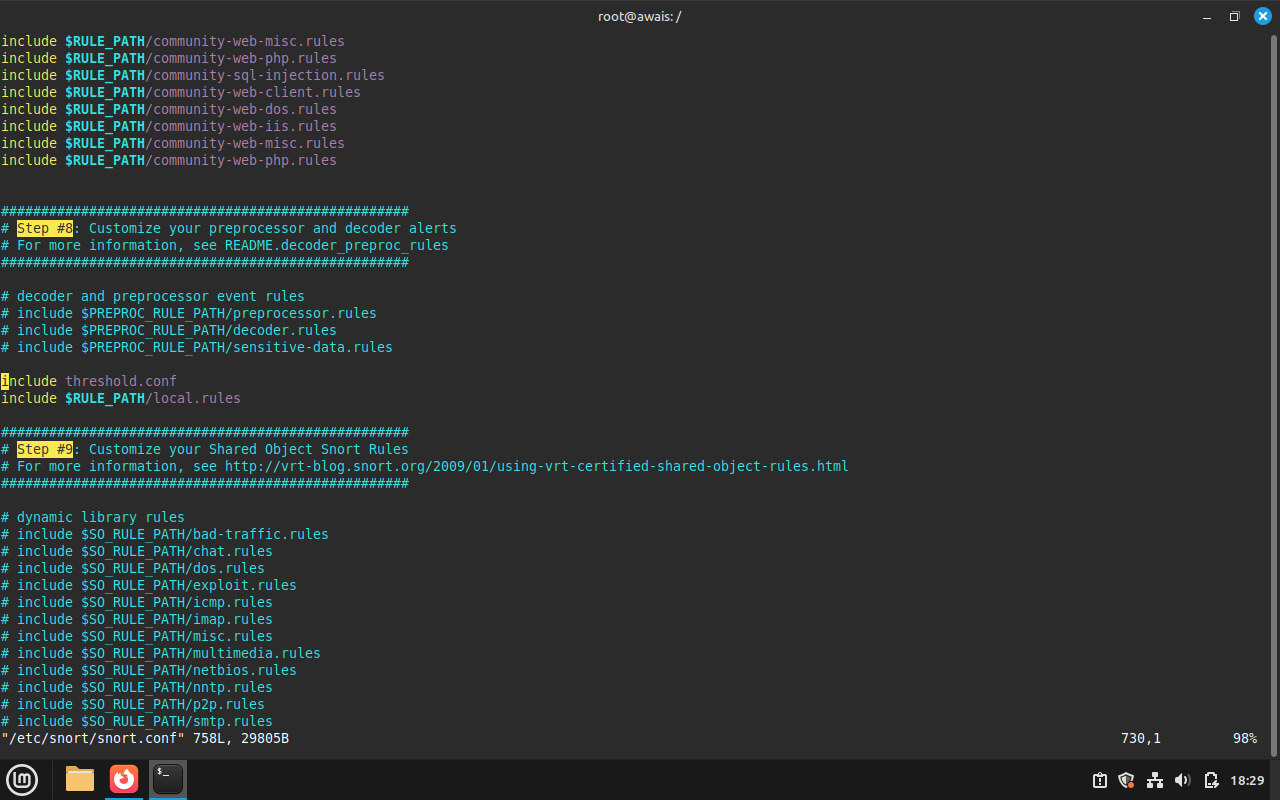 root@awais: /
include $RULE_PATH/community-web-misc.rules
include $RULE_PATH/community-web-php.rules
include $RULE_PATH/community-sql-injection.rules
include $RULE_PATH/community-web-client.rules
include $RULE_PATH/community-web-dos.rules
include $RULE_PATH/community-web-iis.rules
include $RULE_PATH/community-web-misc.rules
include $RULE_PATH/community-web-php.rules
###################################################
# Step #8: Customize your preprocessor and decoder alerts
# For more information, see README.decoder_preproc_rules
###################################################
# decoder and preprocessor event rules
# include $PREPROC_RULE_PATH/preprocessor.rules
# include $PREPROC_RULE_PATH/decoder.rules
# include $PREPROC_RULE_PATH/sensitive-data.rules
include threshold.conf
include $RULE_PATH/local.rules
###################################################
# Step #9: Customize your Shared Object Snort Rules
# For more information, see http://vrt-blog.snort.org/2009/01/using-vrt-certified-shared-object-rules.html
###################################################
# dynamic library rules
# include $SO_RULE_PATH/bad-traffic.rules
# include $SO_RULE_PATH/chat.rules
# include $SO_RULE_PATH/dos.rules
# include $SO_RULE_PATH/exploit.rules
# include $SO_RULE_PATH/icmp.rules
# include $SO_RULE_PATH/imap.rules
# include $SO_RULE_PATH/misc.rules
# include $SO_RULE_PATH/multimedia.rules
# include $SO_RULE_PATH/netbios.rules
# include $SO_RULE_PATH/nntp.rules
# include $SO_RULE_PATH/p2p.rules
# include $SO_RULE_PATH/smtp.rules
"/etc/snort/snort.conf" 758L, 29805B 730,1 98%
$_ 18:29